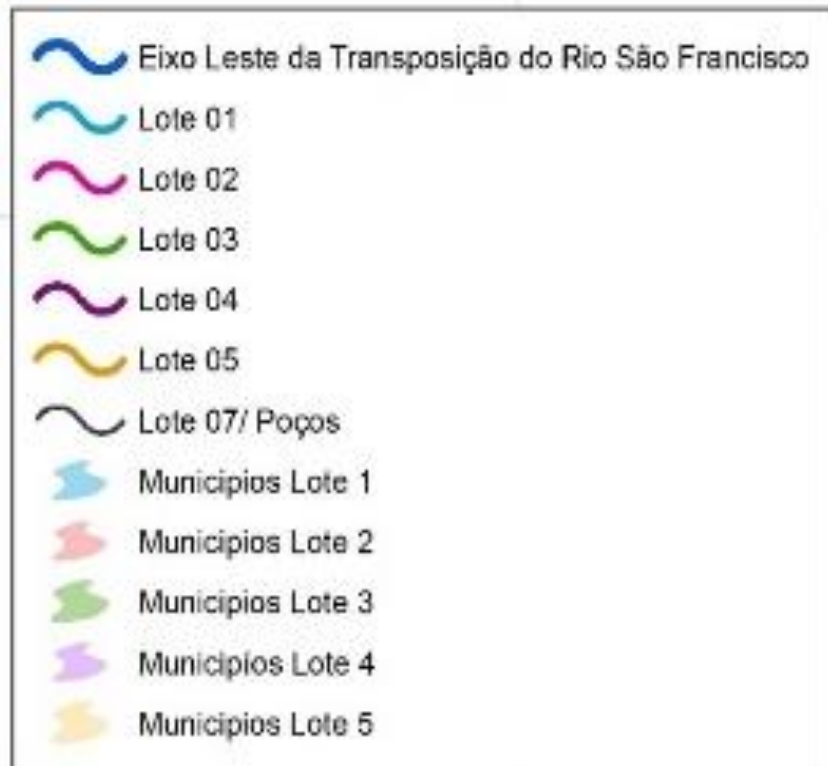 Eixo Leste da Transposição do Rio São Francisco
Lote 01
Lote 02
Lote 03
Lote 04
Lote 05
Lote 07/ Poços
Municipios Lote 1
Municipios Lote 2
Municipios Lote 3
Municipios Lote 4
Municipios Lote 5